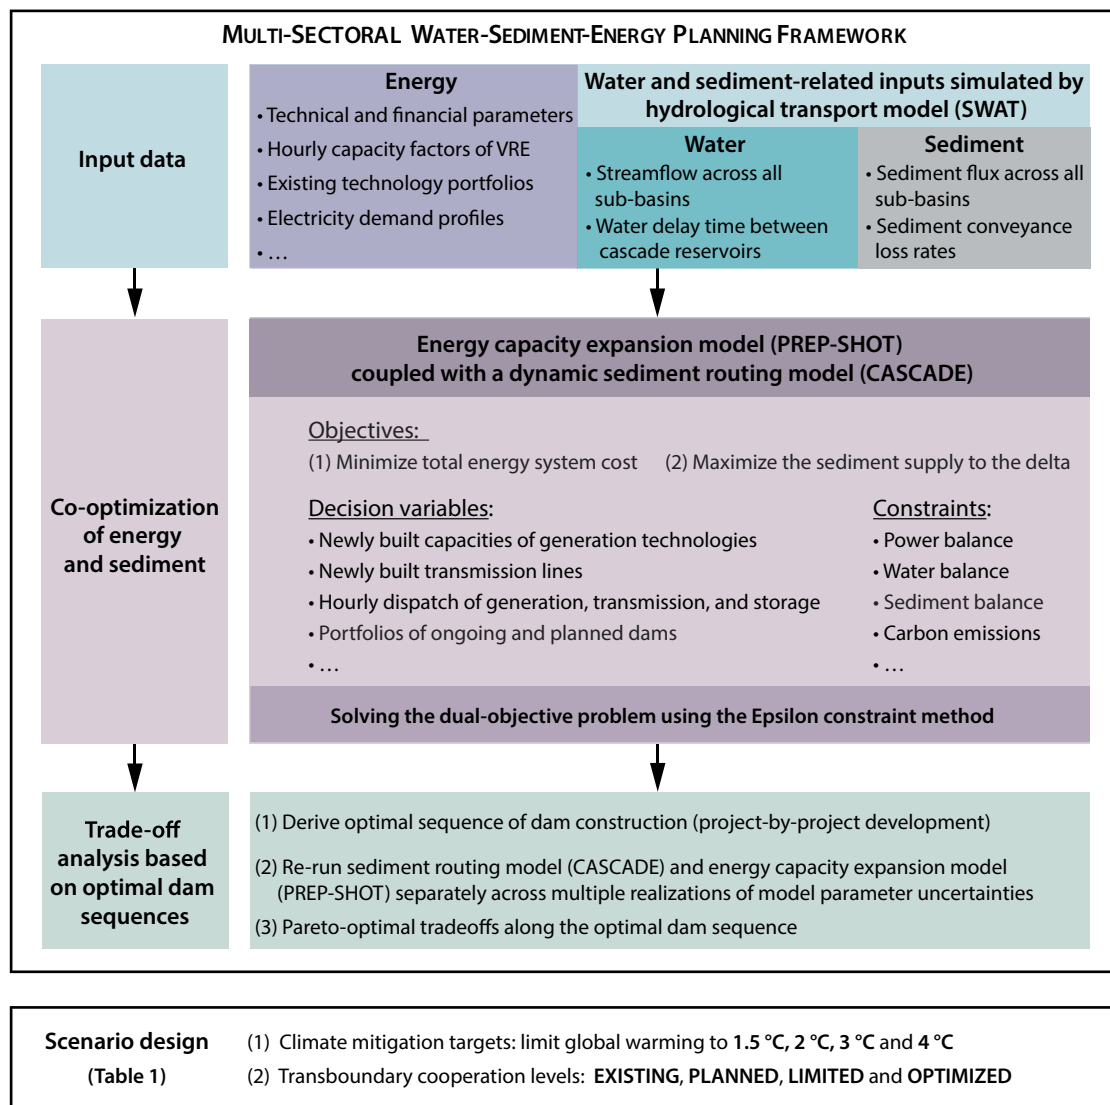 MULTI-SECTORAL WATER-SEDIMENT-ENERGY PLANNING FRAMEWORK
Input data
Energy
• Technical and financial parameters
• Hourly capacity factors of VRE
• Existing technology portfolios
• Electricity demand profiles
• …
Water and sediment-related inputs simulated by
hydrological transport model (SWAT)
Water
• Streamflow across all
sub-basins
• Water delay time between
cascade reservoirs
Sediment
• Sediment flux across all
sub-basins
• Sediment conveyance
loss rates
Co-optimization
of energy
and sediment
Energy capacity expansion model (PREP-SHOT)
coupled with a dynamic sediment routing model (CASCADE)
Objectives:
(1) Minimize total energy system cost (2) Maximize the sediment supply to the delta
Decision variables:
• Newly built capacities of generation technologies
• Newly built transmission lines
• Hourly dispatch of generation, transmission, and storage
• Portfolios of ongoing and planned dams
• …
Constraints:
• Power balance
• Water balance
• Sediment balance
• Carbon emissions
• …
Solving the dual-objective problem using the Epsilon constraint method
Trade-off
analysis based
on optimal dam
sequences
(1) Derive optimal sequence of dam construction (project-by-project development)
(2) Re-run sediment routing model (CASCADE) and energy capacity expansion model
(PREP-SHOT) separately across multiple realizations of model parameter uncertainties
(3) Pareto-optimal tradeoffs along the optimal dam sequence
Scenario design
(Table 1)
(1) Climate mitigation targets: limit global warming to 1.5 °C, 2 °C, 3 °C and 4 °C
(2) Transboundary cooperation levels: EXISTING, PLANNED, LIMITED and OPTIMIZED